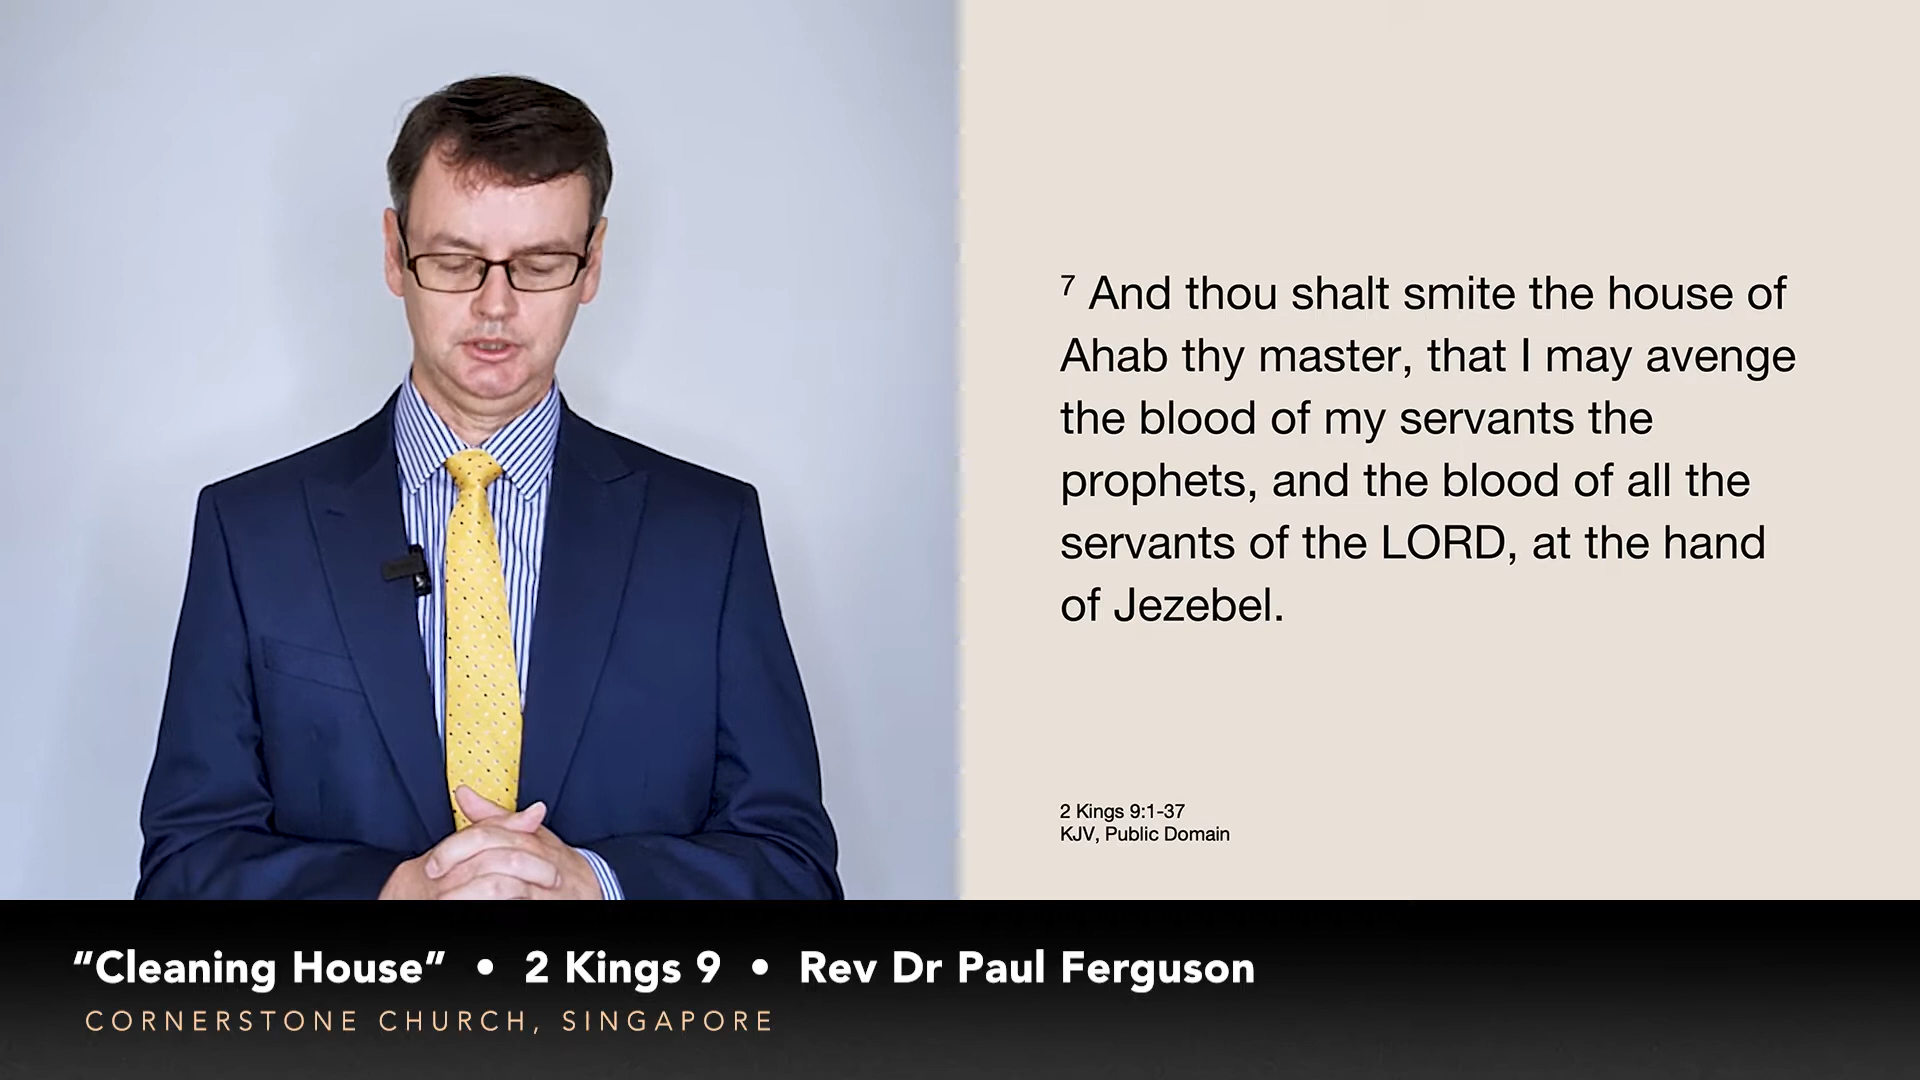 ⁷ And thou shalt smite the house of
Ahab thy master, that I may avenge
the blood of my servants the
prophets, and the blood of all the
servants of the LORD, at the hand
of Jezebel.
2 Kings 9:1-37
KJV, Public Domain
“Cleaning House” • 2 Kings 9 • Rev Dr Paul Ferguson
CORNERSTONE CHURCH, SINGAPORE